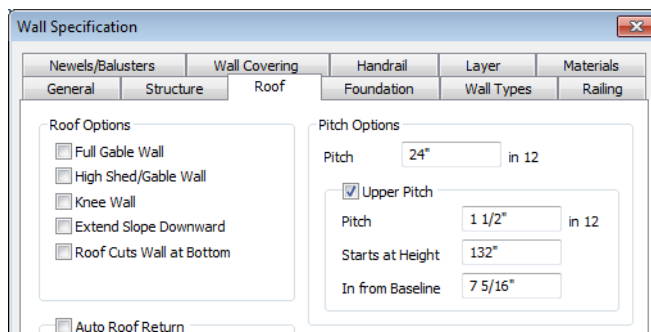 Wall Specification
Newels/Balusters Wall Covering Handrail Layer Materials
General Structure Roof Foundation Wall Types Railing
Roof Options
Full Gable Wall
High Shed/Gable Wall
Knee Wall
Extend Slope Downward
Roof Cuts Wall at Bottom
Auto Roof Return
Pitch Options
Pitch 24" in 12
Upper Pitch
Pitch 1 1/2" in 12
Starts at Height 132"
In from Baseline 7 5/16"